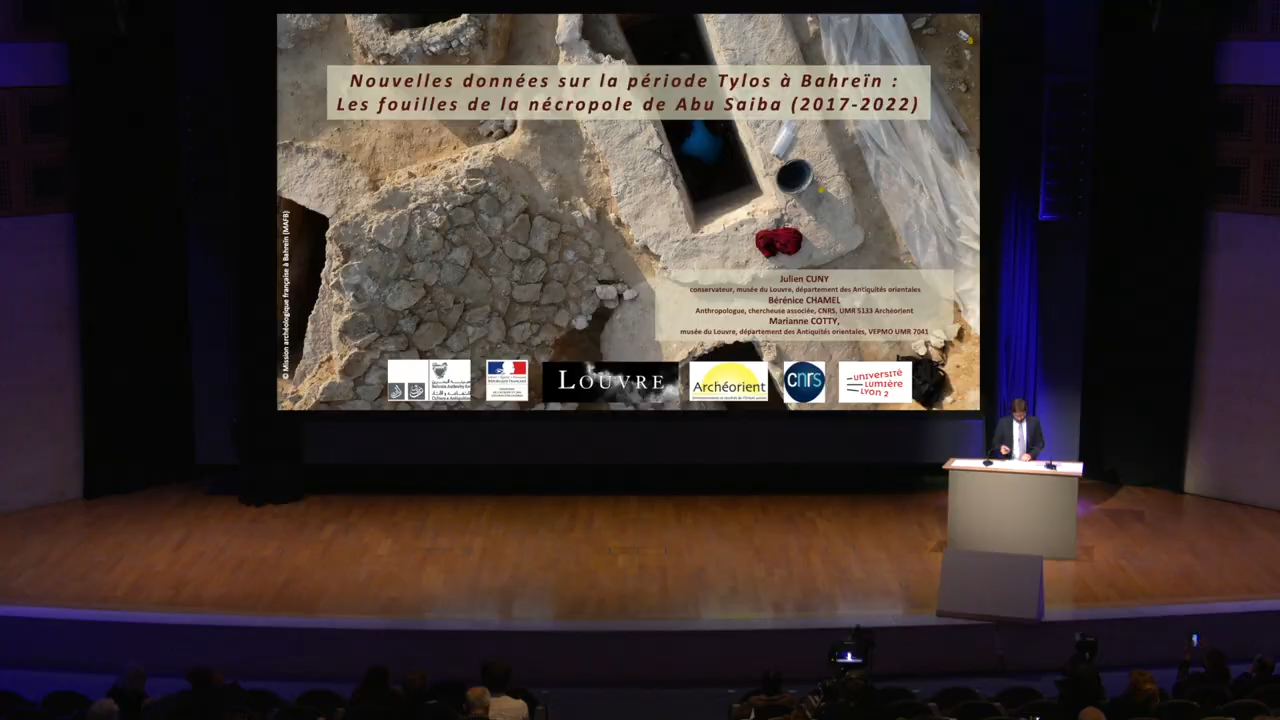 Nouvelles données sur la période Tylos à Bahreïn :
Les fouilles de la nécropole de Abu Saiba (2017-2022)
© Mission archéologique française à Bahreïn (MAFB)
Julien CUNY
conservateur, musée du Louvre, département des Antiquités orientales
Bérénice CHAMEL
Anthropologue, chercheuse associée, CNRS, UMR 5133 Archéorient
Marianne COTTY,
musée du Louvre, département des Antiquités orientales, VEPMO UMR 7041
LOUVRE
Archéorient
cnrs
UNIVERSITÉ
LUMIÈRE
LYON 2